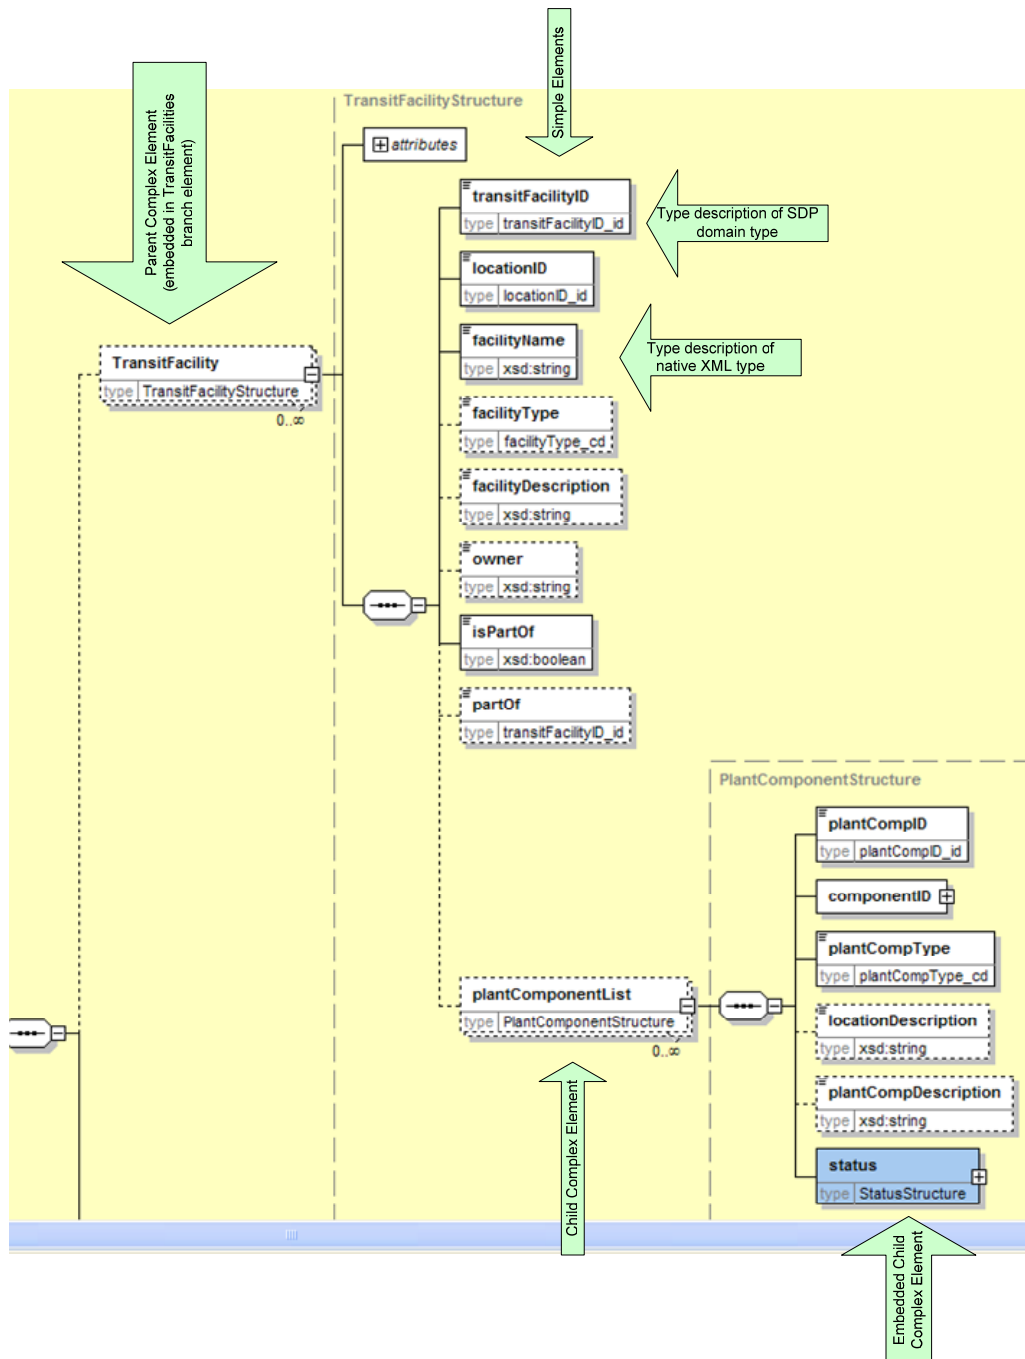 Simple Elements
Parent Complex Element
(embedded in TransitFacilities
branch element)
TransitFacilityStructure
attributes
transitFacilityID
type transitFacilityID_id
Type description of SDP
domain type
locationID
type locationID_id
facilityName
type xsd:string
Type description of
native XML type
TransitFacility
type TransitFacilityStructure
0..∞
facilityType
type facilityType_cd
facilityDescription
type xsd:string
owner
type xsd:string
isPartOf
type xsd:boolean
partOf
type transitFacilityID_id
PlantComponentStructure
plantCompID
type plantCompID_id
componentID
plantCompType
type plantCompType_cd
plantComponentList
type PlantComponentStructure
0..∞
locationDescription
type xsd:string
plantCompDescription
type xsd:string
status
type StatusStructure
Child Complex Element
Embedded Child
Complex Element